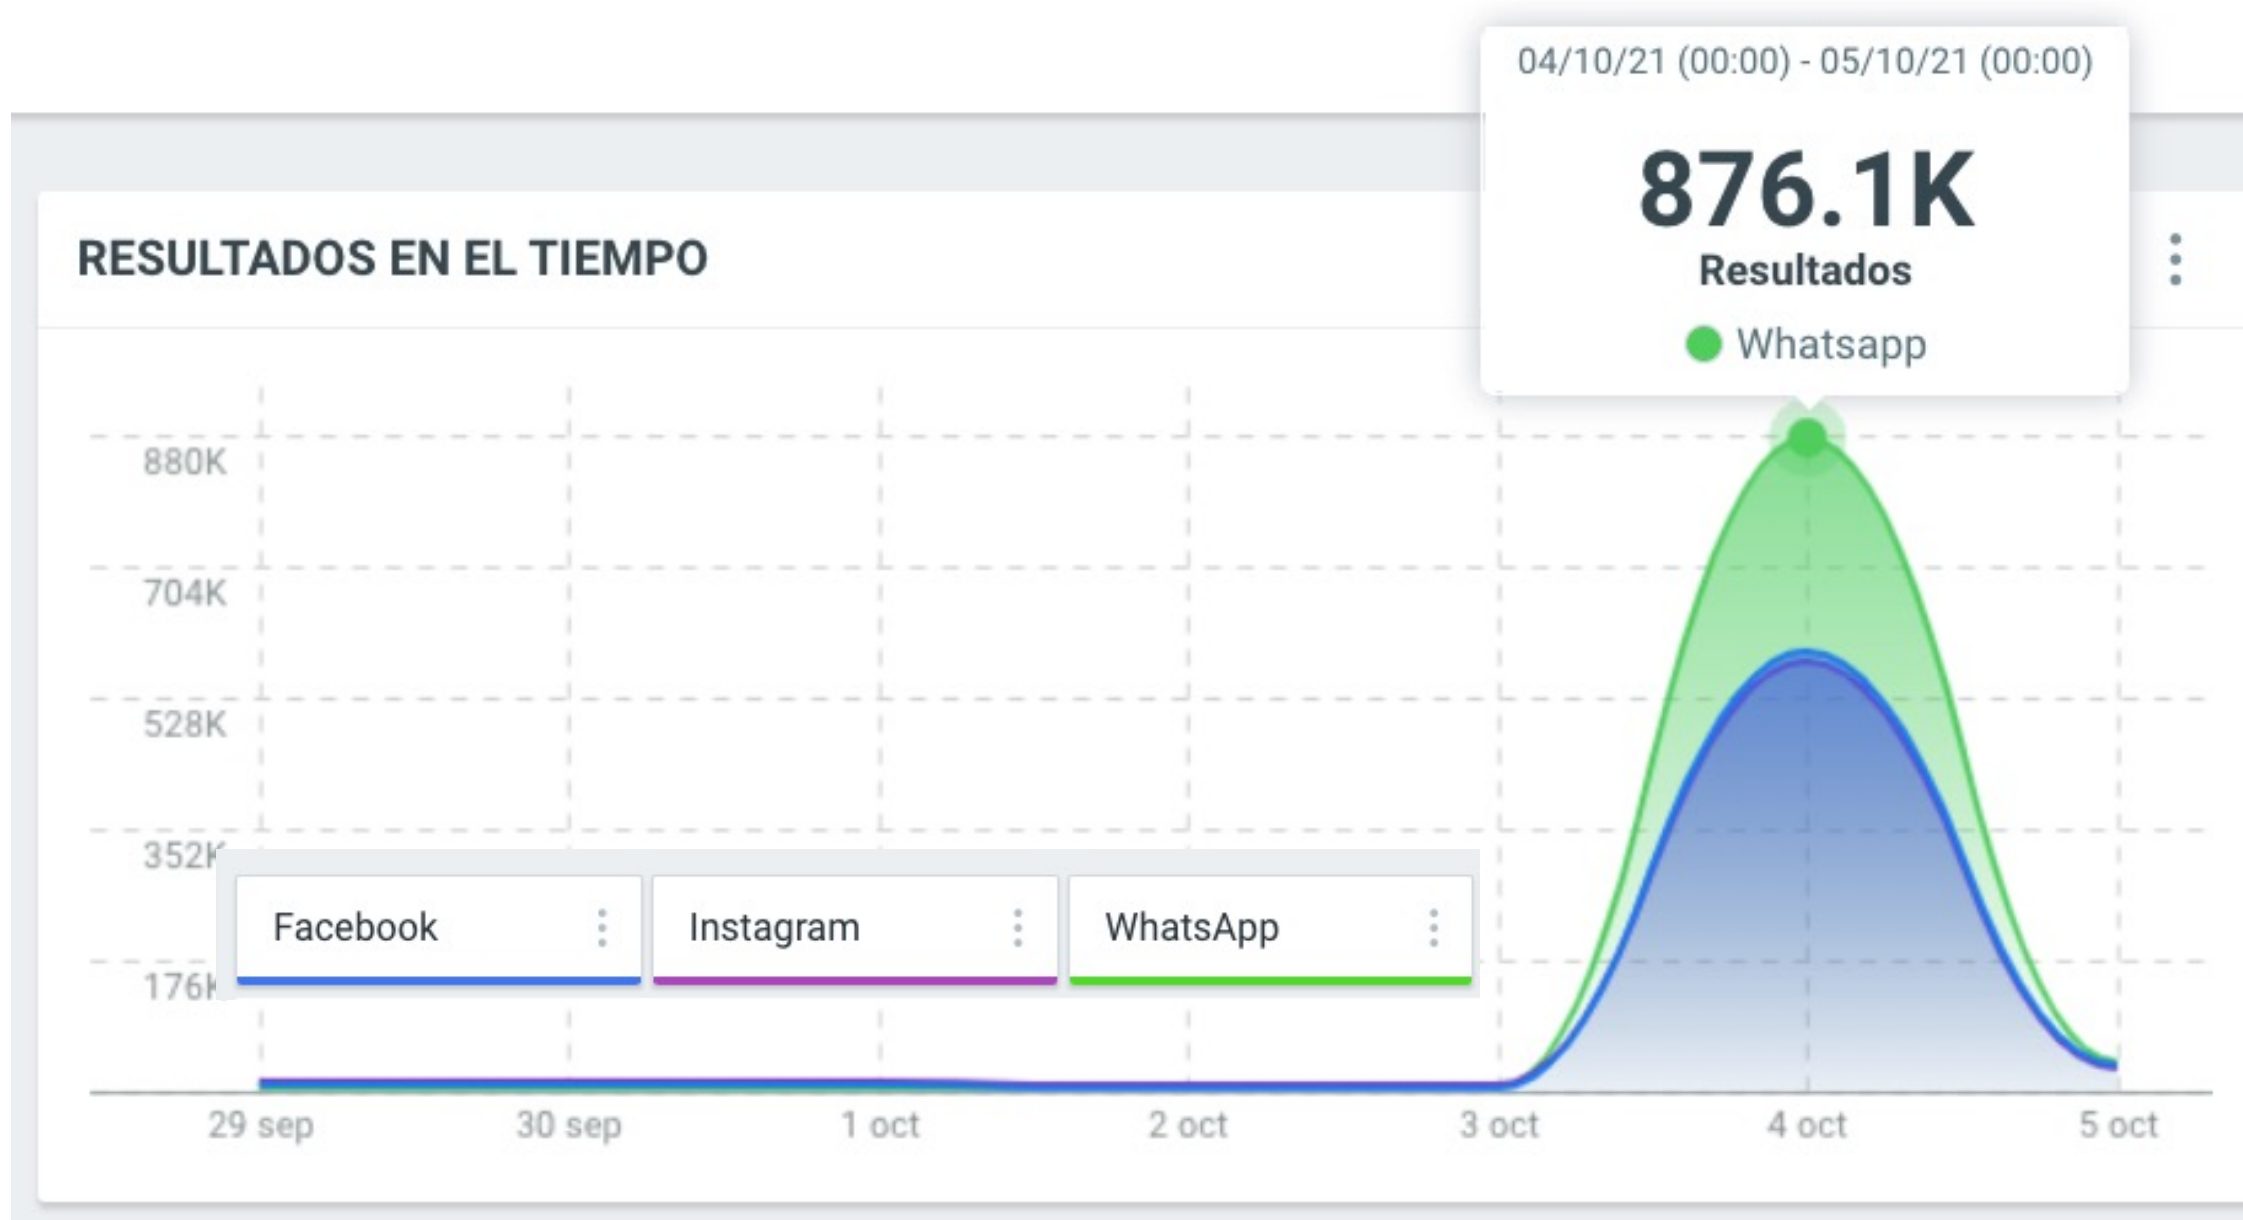 04/10/21 (00:00) - 05/10/21 (00:00)
876.1K
Resultados
Whatsapp
RESULTADOS EN EL TIEMPO
880K
704K
528K
352K
176K
Facebook
Instagram
WhatsApp
29 sep
30 sep
1 oct
2 oct
3 oct
4 oct
5 oct